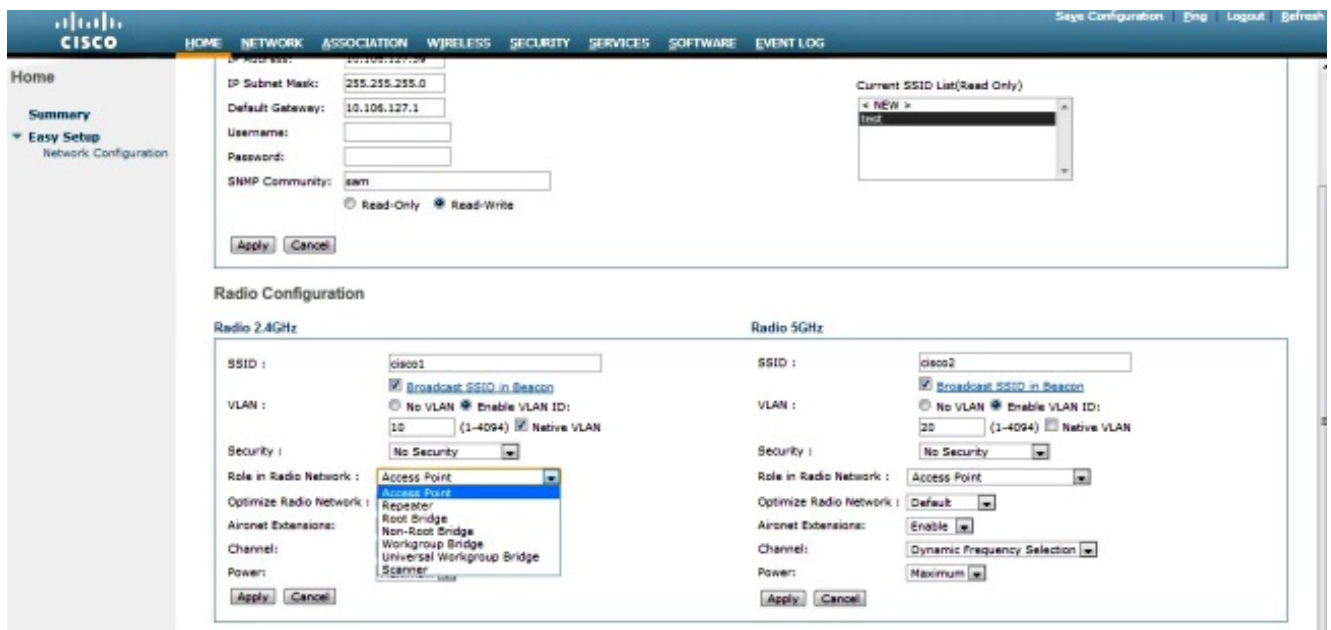 Save Configuration Ping Logout Refresh
CISCO
HOME NETWORK ASSOCIATION WIRELESS SECURITY SERVICES SOFTWARE EVENT LOG
Home
Summary
Easy Setup
Network Configuration
IP Address: 10.106.127.39
IP Subnet Mask: 255.255.255.0
Default Gateway: 10.106.127.1
Username:
Password:
SNMP Community: sam
Read-Only Read-Write
Apply Cancel
Current SSID List(Read Only)
< NEW >
test
Radio Configuration
Radio 2.4GHz
SSID : cisco1
Broadcast SSID in Beacon
VLAN : No VLAN Enable VLAN ID:
10 (1-4094) Native VLAN
Security : No Security
Role in Radio Network : Access Point
Access Point
Repeater
Root Bridge
Non-Root Bridge
Workgroup Bridge
Universal Workgroup Bridge
Scanner
Optimize Radio Network :
Aironet Extensions:
Channel:
Power:
Apply Cancel
Radio 5GHz
SSID : cisco2
Broadcast SSID in Beacon
VLAN : No VLAN Enable VLAN ID:
20 (1-4094) Native VLAN
Security : No Security
Role in Radio Network : Access Point
Optimize Radio Network : Default
Aironet Extensions: Enable
Channel: Dynamic Frequency Selection
Power: Maximum
Apply Cancel